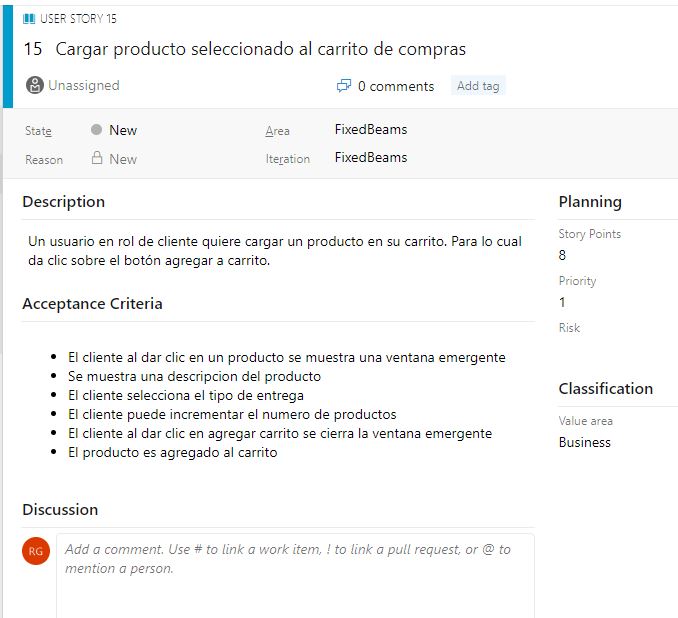 USER STORY 15
15 Cargar producto seleccionado al carrito de compras
Unassigned
0 comments
Add tag
State New
Area FixedBeams
Reason New
Iteration FixedBeams
Description
Un usuario en rol de cliente quiere cargar un producto en su carrito. Para lo cual
da clic sobre el botón agregar a carrito.
Acceptance Criteria
• El cliente al dar clic en un producto se muestra una ventana emergente
• Se muestra una descripcion del producto
• El cliente selecciona el tipo de entrega
• El cliente puede incrementar el numero de productos
• El cliente al dar clic en agregar carrito se cierra la ventana emergente
• El producto es agregado al carrito
Discussion
RG
Add a comment. Use # to link a work item, ! to link a pull request, or @ to
mention a person.
Planning
Story Points
8
Priority
1
Risk
Classification
Value area
Business